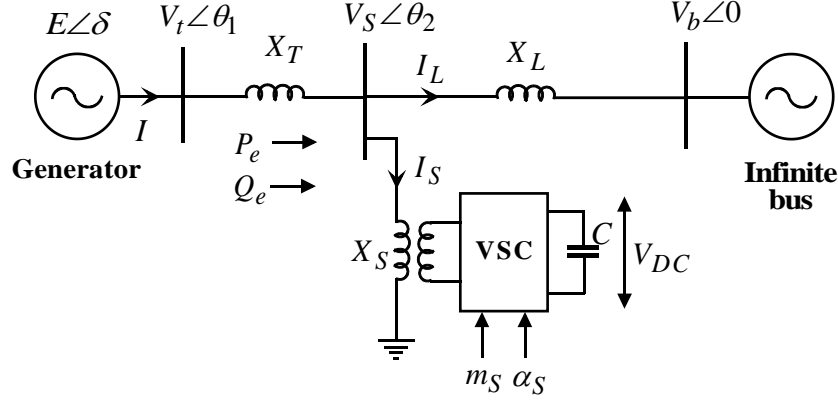 E∠δ
V_t∠θ_1
V_S∠θ_2
V_b∠0
X_T
I_L
X_L
I
Generator
P_e
Q_e
I_S
Infinite
bus
X_S
VSC
C
V_DC
m_S
α_S